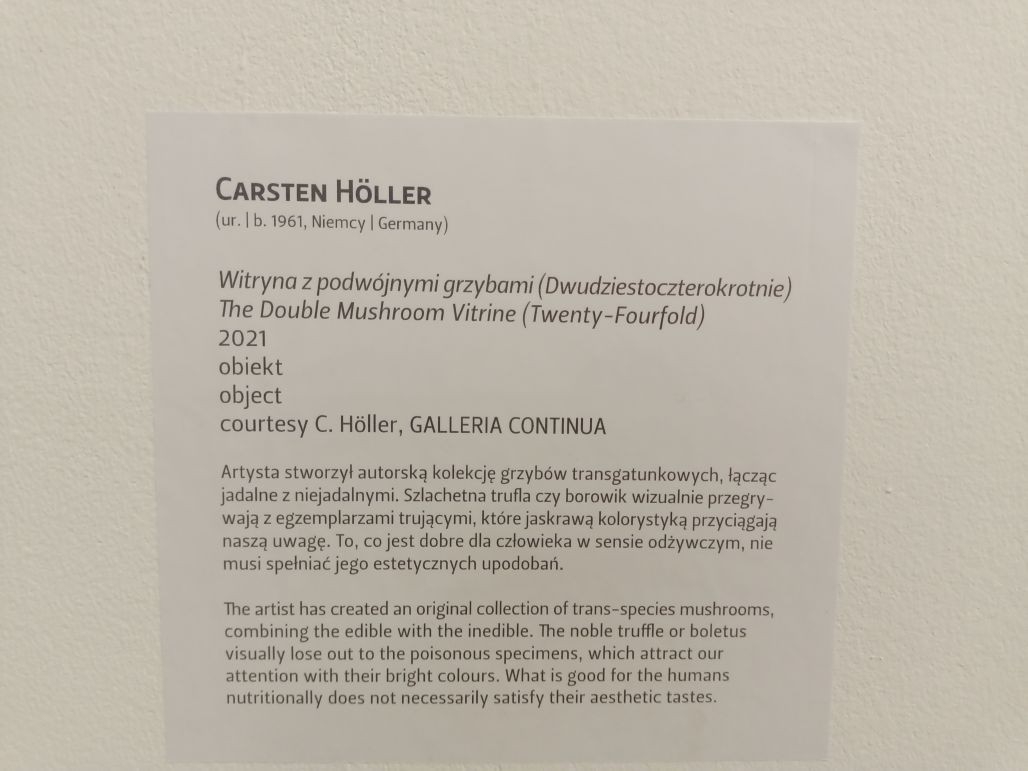 CARSTEN HÖLLER
(ur. | b. 1961, Niemcy | Germany)
Witryna z podwójnymi grzybami (Dwudziestoczterokrotnie)
The Double Mushroom Vitrine (Twenty-Fourfold)
2021
obiekt
object
courtesy C. Höller, GALLERIA CONTINUA
Artysta stworzył autorską kolekcję grzybów transgatunkowych, łącząc
jadalne z niejadalnymi. Szlachetna trufla czy borowik wizualnie przegry-
wają z egzemplarzami trującymi, które jaskrawą kolorystyką przyciągają
naszą uwagę. To, co jest dobre dla człowieka w sensie odżywczym, nie
musi spełniać jego estetycznych upodobań.
The artist has created an original collection of trans-species mushrooms,
combining the edible with the inedible. The noble truffle or boletus
visually lose out to the poisonous specimens, which attract our
attention with their bright colours. What is good for the humans
nutritionally does not necessarily satisfy their aesthetic tastes.